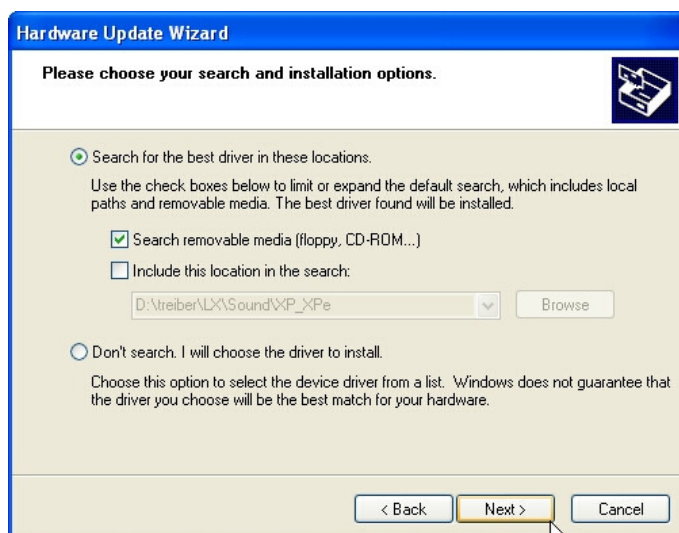 Hardware Update Wizard
Please choose your search and installation options.
Search for the best driver in these locations.
Use the check boxes below to limit or expand the default search, which includes local
paths and removable media. The best driver found will be installed.
Search removable media (floppy, CD-ROM...)
Include this location in the search:
D:\treiber\LX\Sound\XP_XPe
Browse
Don't search. I will choose the driver to install.
Choose this option to select the device driver from a list. Windows does not guarantee that
the driver you choose will be the best match for your hardware.
< Back
Next >
Cancel